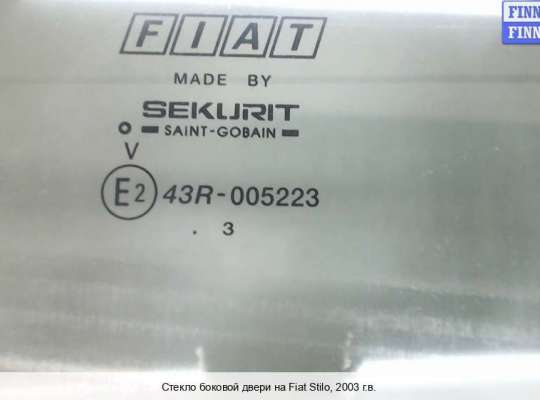 FIAT
FINN
FINN
MADE BY
SEKURIT
SAINT-GOBAIN
V
E2 43R-005223
. 3
Стекло боковой двери на Fiat Stilo, 2003 г.в.